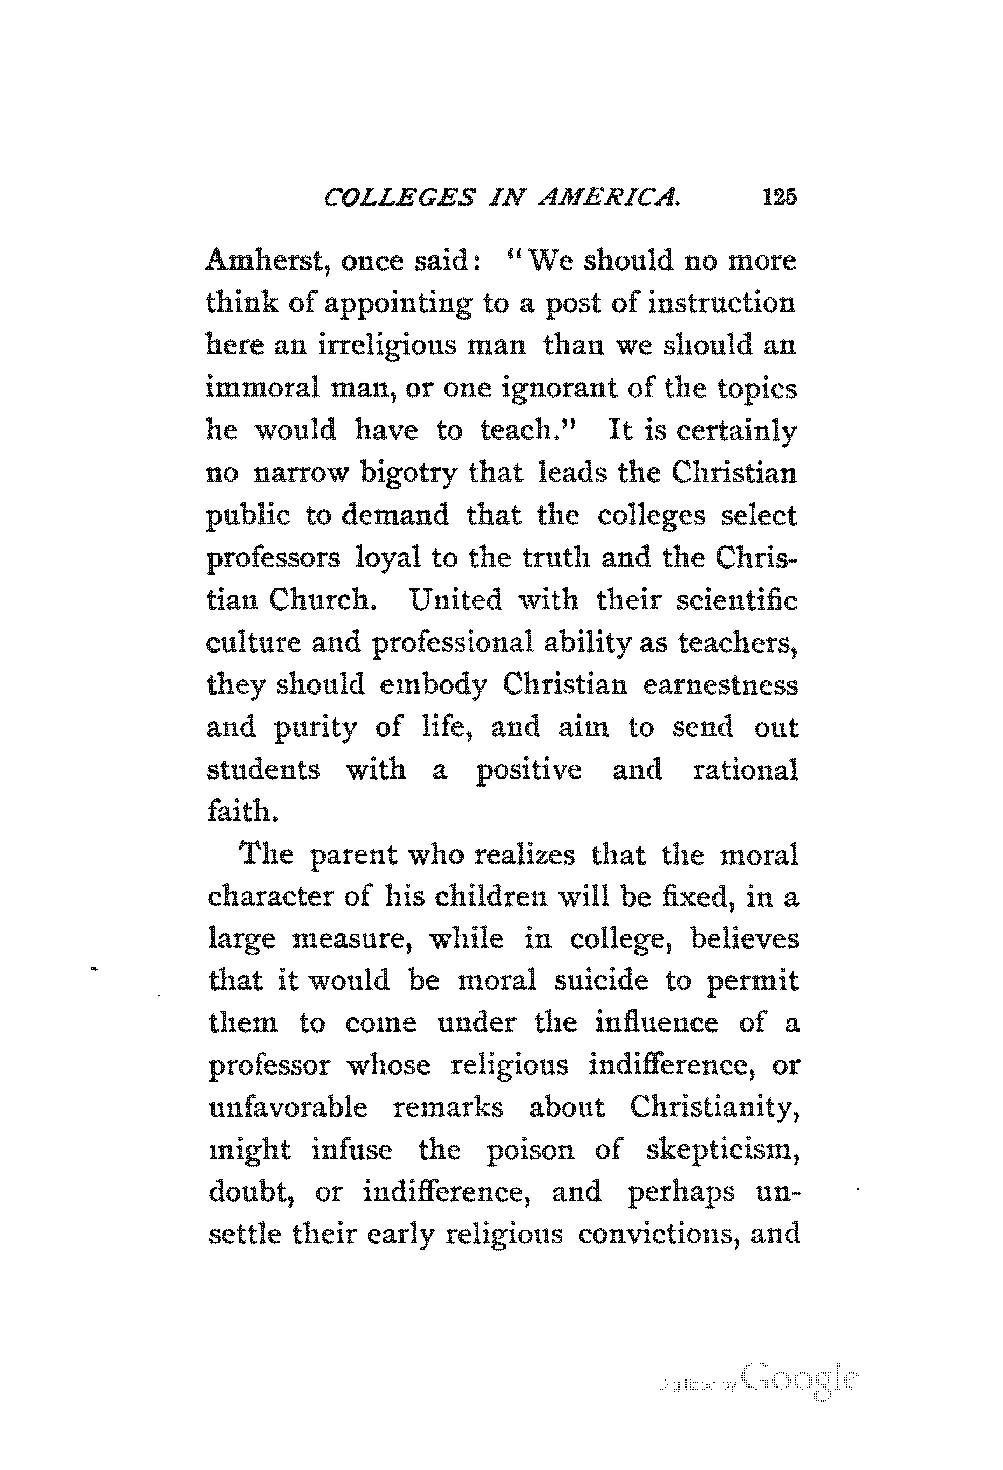 COLLEGES IN AMERICA. 125
Amherst, once said: "We should no more
think of appointing to a post of instruction
here an irreligious man than we should an
immoral man, or one ignorant of the topics
he would have to teach." It is certainly
no narrow bigotry that leads the Christian
public to demand that the colleges select
professors loyal to the truth and the Chris-
tian Church. United with their scientific
culture and professional ability as teachers,
they should embody Christian earnestness
and purity of life, and aim to send out
students with a positive and rational
faith.
The parent who realizes that the moral
character of his children will be fixed, in a
large measure, while in college, believes
that it would be moral suicide to permit
them to come under the influence of a
professor whose religious indifference, or
unfavorable remarks about Christianity,
might infuse the poison of skepticism,
doubt, or indifference, and perhaps un-
settle their early religious convictions, and
Digitized by Google